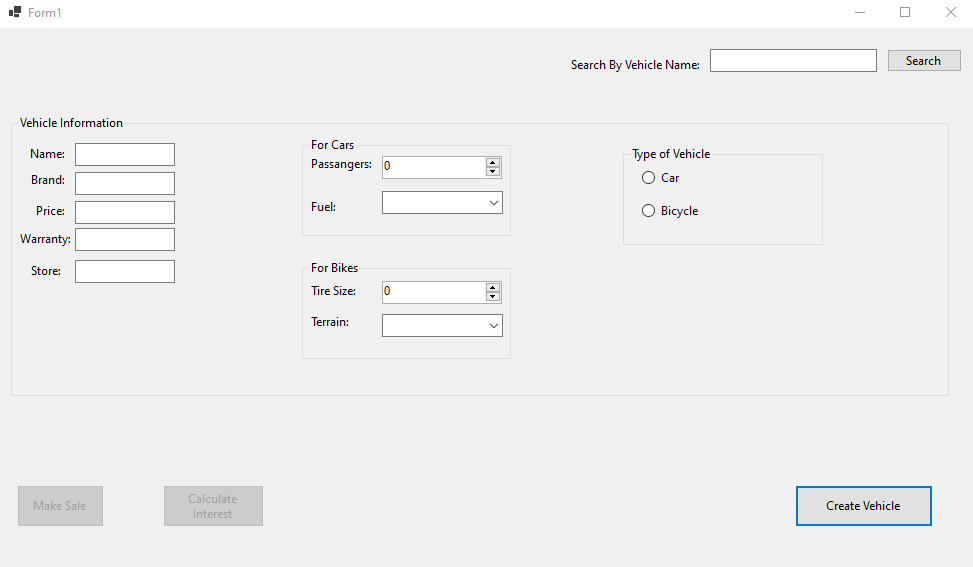 Form1
Search By Vehicle Name:
Search
Vehicle Information
Name:
Brand:
Price:
Warranty:
Store:
For Cars
Passangers: 0
Fuel:
For Bikes
Tire Size: 0
Terrain:
Type of Vehicle
Car
Bicycle
Make Sale
Calculate
Interest
Create Vehicle